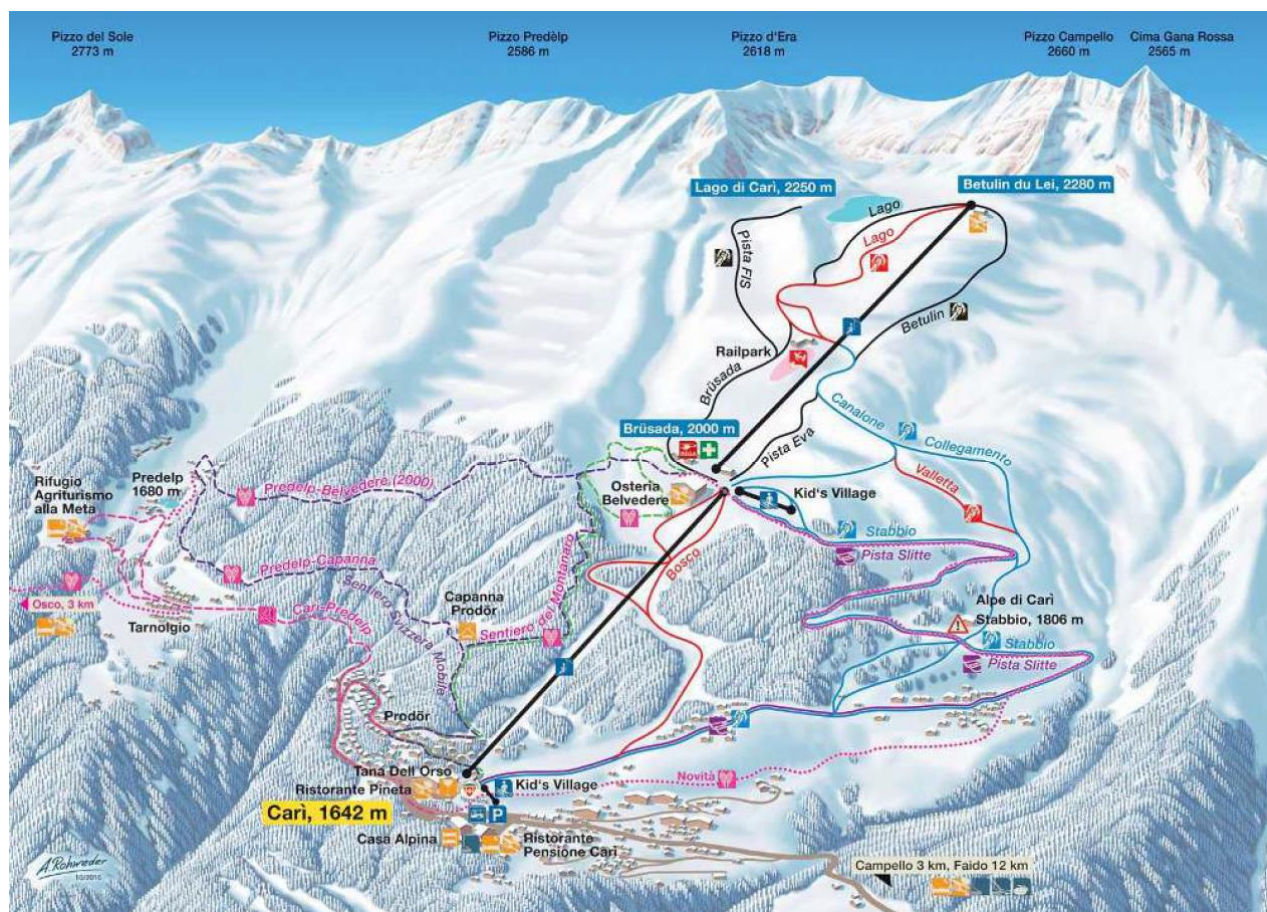 Pizzo del Sole
2773 m
Pizzo Predèlp
2586 m
Pizzo d'Era
2618 m
Pizzo Campello
2660 m
Cima Gana Rossa
2565 m
Lago di Carì, 2250 m
Betulin du Lei, 2280 m
Lago
Lago
Pista FIS
Betulin
Railpark
Brüsada
Canalone
Collegamento
Brüsada, 2000 m
Pista Eva
Valletta
Predelp
1680 m
Rifugio
Agriturismo
alla Meta
Predelp-Belvedere (2000)
Osteria
Belvedere
Kid's Village
Stabbio
Pista Slitte
Bosco
Predelp-Capanna
Sentiero Svizzera Mobile
Capanna
Prodör
Sentiero del Montanaro
Osco, 3 km
Tarnolgio
Carì-Predelp
Alpe di Carì
Stabbio, 1806 m
Stabbio
Pista Slitte
Prodör
Novità
Tana Dell Orso
Ristorante Pineta
Kid's Village
Carì, 1642 m
P
Casa Alpina
Ristorante
Pensione Carì
Campello 3 km, Faido 12 km
A. Rohweder
10/2015